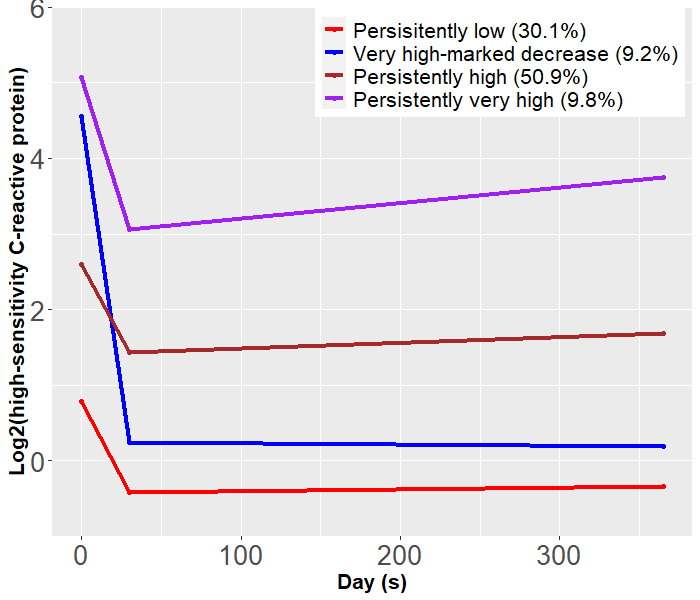 Persisitently low (30.1%)
Very high-marked decrease (9.2%)
Persistently high (50.9%)
Persistently very high (9.8%)
Log2(high-sensitivity C-reactive protein)
6
4
2
0
0 100 200 300
Day (s)